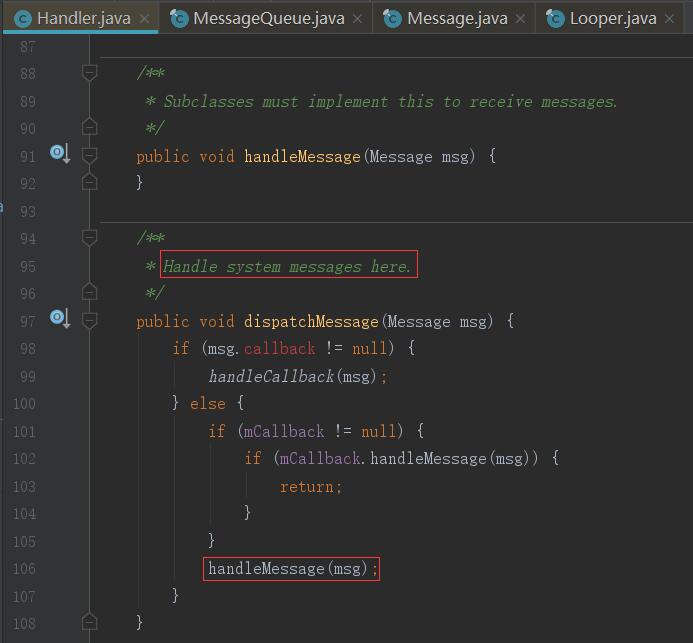 Handler.java × MessageQueue.java × Message.java × Looper.java ×
87
88 /**
89 * Subclasses must implement this to receive messages.
90 */
91 public void handleMessage(Message msg) {
92 }
93
94 /**
95 * Handle system messages here.
96 */
97 public void dispatchMessage(Message msg) {
98 if (msg.callback != null) {
99 handleCallback(msg);
100 } else {
101 if (mCallback != null) {
102 if (mCallback.handleMessage(msg)) {
103 return;
104 }
105 }
106 handleMessage(msg);
107 }
108 }